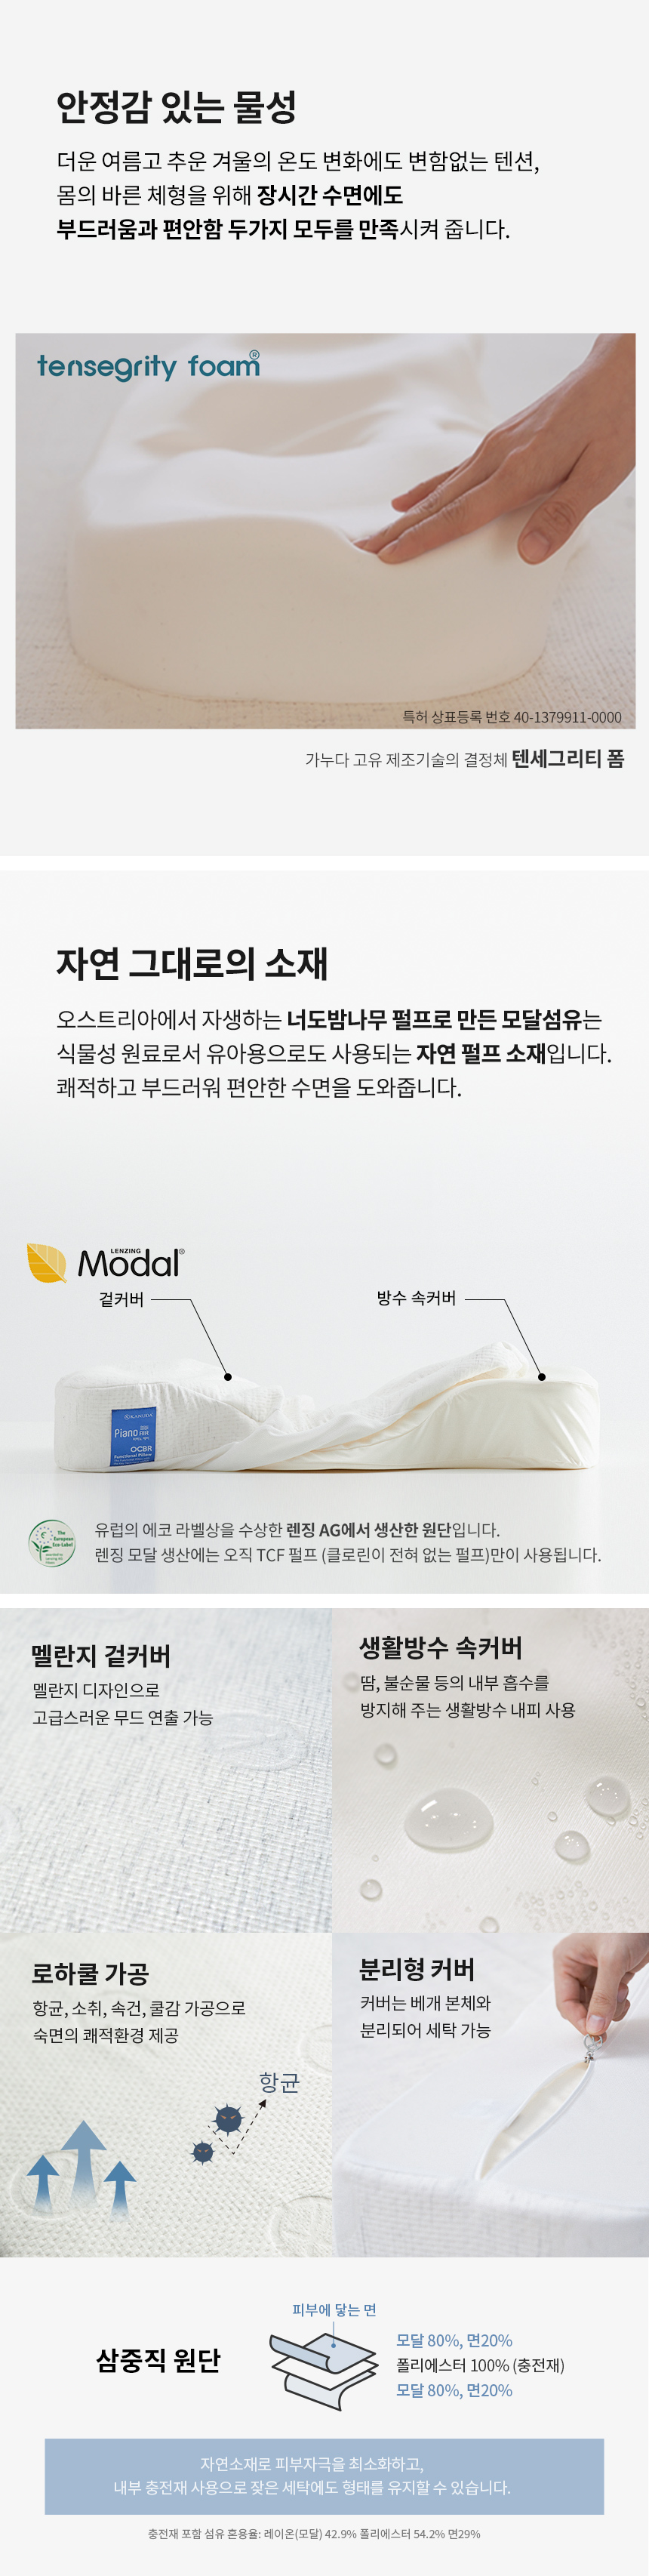 안정감 있는 물성
더운 여름고 추운 겨울의 온도 변화에도 변함없는 텐션,
몸의 바른 체형을 위해 장시간 수면에도
부드러움과 편안함 두가지 모두를 만족시켜 줍니다.
tensegrity foam®
특허 상표등록 번호 40-1379911-0000
가누다 고유 제조기술의 결정체 텐세그리티 폼
자연 그대로의 소재
오스트리아에서 자생하는 너도밤나무 펄프로 만든 모달섬유는
식물성 원료로서 유아용으로도 사용되는 자연 펄프 소재입니다.
쾌적하고 부드러워 편안한 수면을 도와줍니다.
LENZING
Modal®
겉커버
방수 속커버
KANUDA
Piano
OCBR
Functional Pillow
The
European
Eco-Label
유럽의 에코 라벨상을 수상한 렌징 AG에서 생산한 원단입니다.
렌징 모달 생산에는 오직 TCF 펄프 (클로린이 전혀 없는 펄프)만이 사용됩니다.
멜란지 겉커버
멜란지 디자인으로
고급스러운 무드 연출 가능
생활방수 속커버
땀, 불순물 등의 내부 흡수를
방지해 주는 생활방수 내피 사용
로하쿨 가공
항균, 소취, 속건, 쿨감 가공으로
숙면의 쾌적환경 제공
항균
분리형 커버
커버는 베개 본체와
분리되어 세탁 가능
피부에 닿는 면
삼중직 원단
모달 80%, 면20%
폴리에스터 100% (충전재)
모달 80%, 면20%
자연소재로 피부자극을 최소화하고,
내부 충전재 사용으로 잦은 세탁에도 형태를 유지할 수 있습니다.
충전재 포함 섬유 혼용율: 레이온(모달) 42.9% 폴리에스터 54.2% 면29%